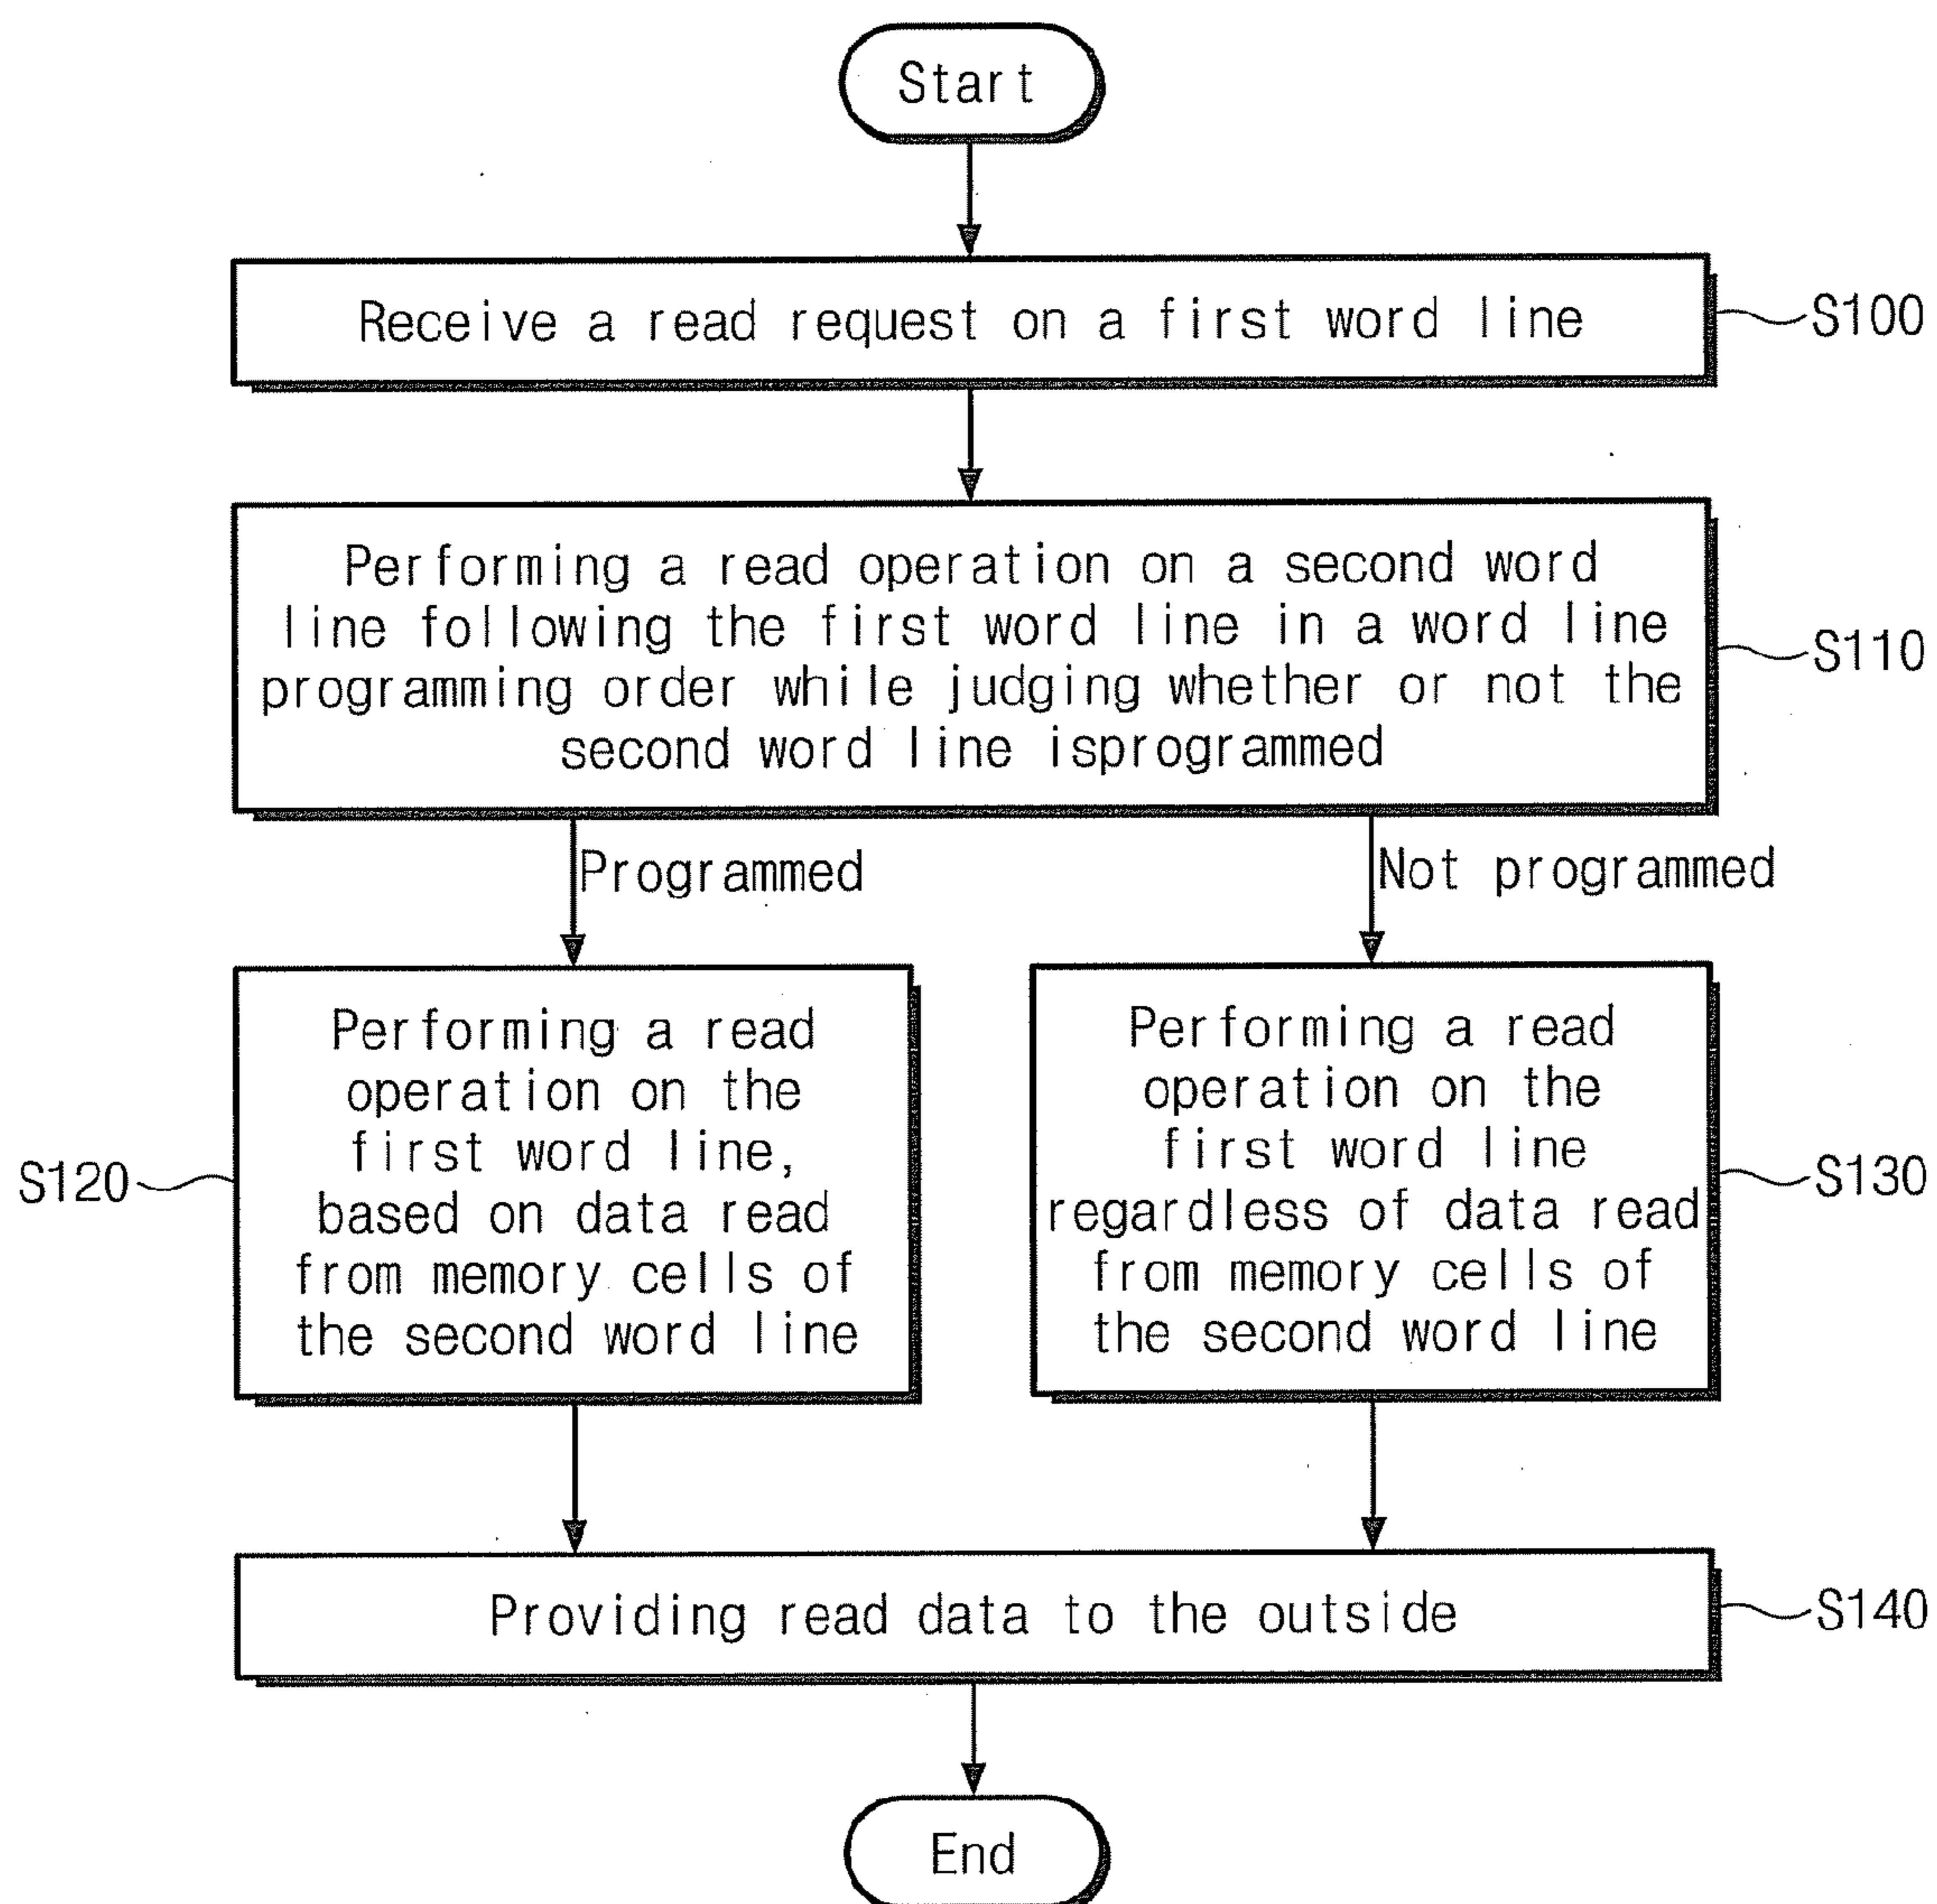 Start
Receive a read request on a first word line
S100
Performing a read operation on a second word
line following the first word line in a word line
programming order while judging whether or not the
second word line isprogrammed
S110
Programmed
Not programmed
Performing a read
operation on the
first word line,
based on data read
from memory cells of
the second word line
S120
Performing a read
operation on the
first word line
regardless of data read
from memory cells of
the second word line
S130
Providing read data to the outside
S140
End